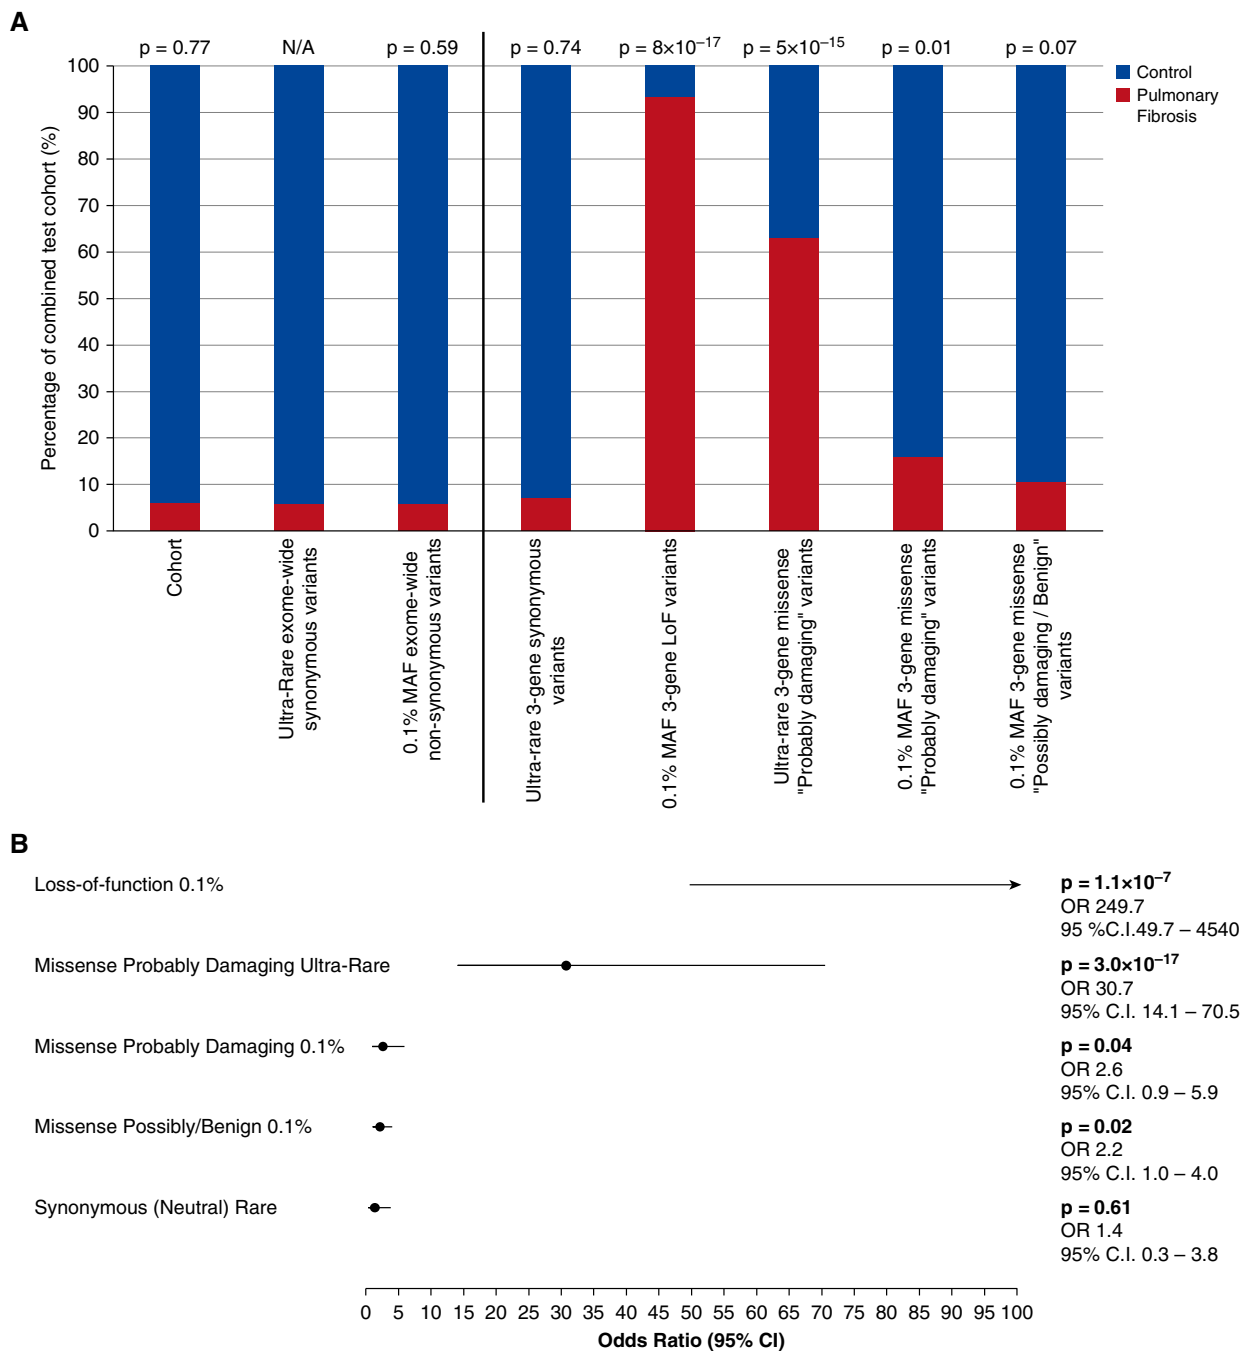 A
p = 0.77
N/A
p = 0.59
p = 0.74
p = 8×10⁻¹⁷
p = 5×10⁻¹⁵
p = 0.01
p = 0.07
Control
Pulmonary
Fibrosis
Percentage of combined test cohort (%)
100
90
80
70
60
50
40
30
20
10
0
Cohort
Ultra-Rare exome-wide
synonymous variants
0.1% MAF exome-wide
non-synonymous variants
Ultra-rare 3-gene synonymous
variants
0.1% MAF 3-gene LoF variants
Ultra-rare 3-gene missense
"Probably damaging" variants
0.1% MAF 3-gene missense
"Probably damaging" variants
0.1% MAF 3-gene missense
"Possibly damaging / Benign"
variants
B
Loss-of-function 0.1%
p = 1.1×10⁻⁷
OR 249.7
95 %C.I.49.7 – 4540
Missense Probably Damaging Ultra-Rare
p = 3.0×10⁻¹⁷
OR 30.7
95% C.I. 14.1 – 70.5
Missense Probably Damaging 0.1%
p = 0.04
OR 2.6
95% C.I. 0.9 – 5.9
Missense Possibly/Benign 0.1%
p = 0.02
OR 2.2
95% C.I. 1.0 – 4.0
Synonymous (Neutral) Rare
p = 0.61
OR 1.4
95% C.I. 0.3 – 3.8
0 5 10 15 20 25 30 35 40 45 50 55 60 65 70 75 80 85 90 95 100
Odds Ratio (95% CI)